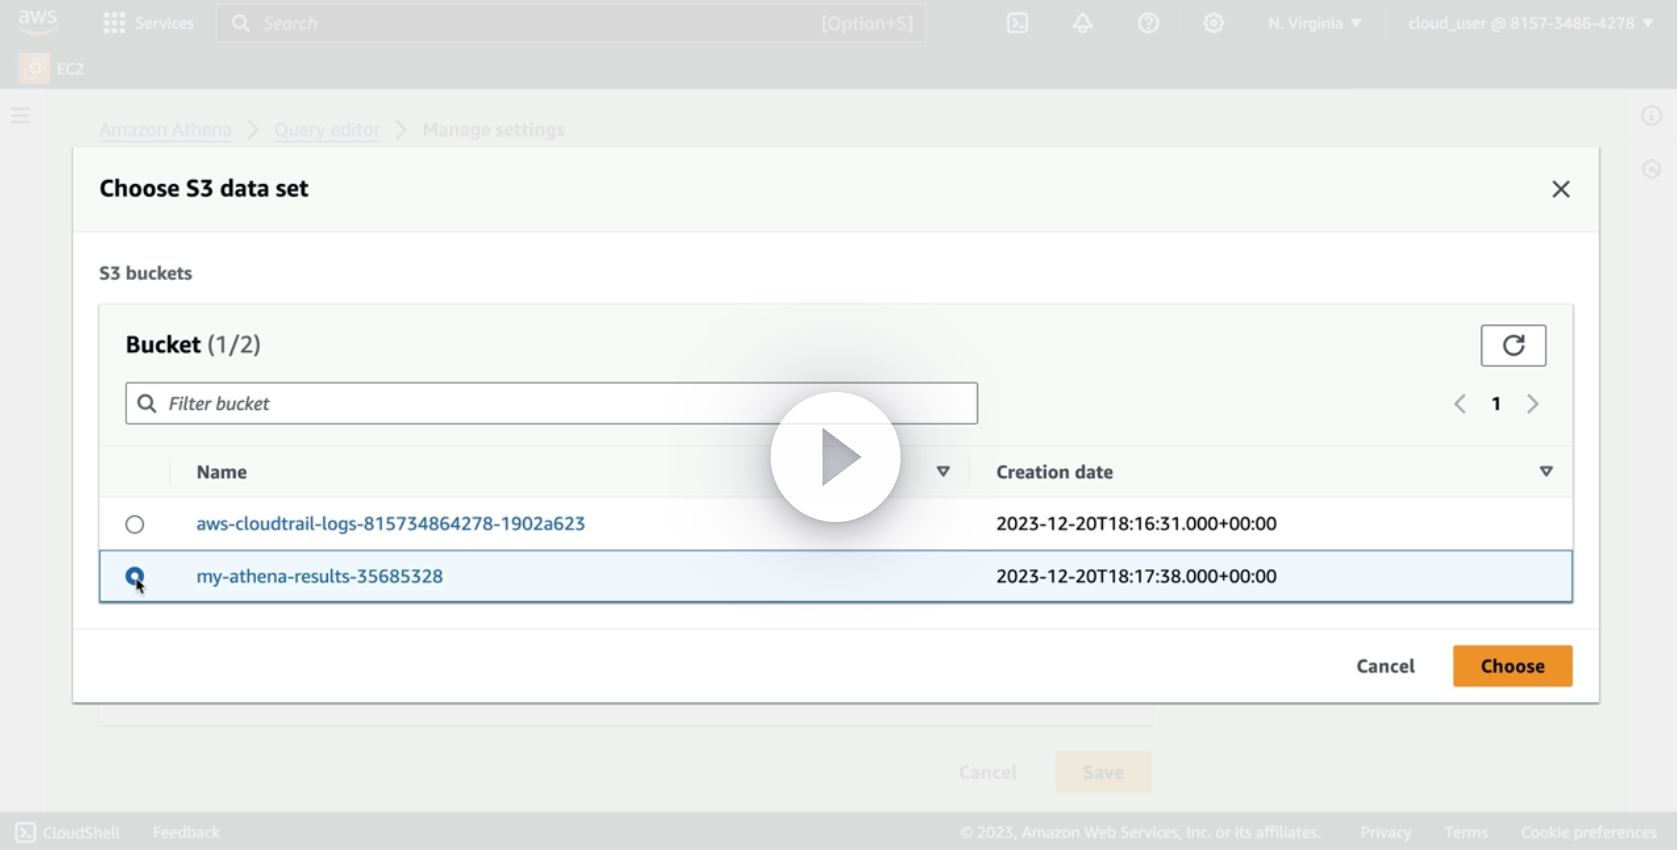 aws Services Search [Option+S] N. Virginia ▼ cloud_user @ 8157-3486-4278 ▼
EC2
Amazon Athena > Query editor > Manage settings
Choose S3 data set
S3 buckets
Bucket (1/2)
Filter bucket
< 1 >
Name Creation date
aws-cloudtrail-logs-815734864278-1902a623 2023-12-20T18:16:31.000+00:00
my-athena-results-35685328 2023-12-20T18:17:38.000+00:00
Cancel Choose
Cancel Save
CloudShell Feedback © 2023, Amazon Web Services, Inc. or its affiliates. Privacy Terms Cookie preferences